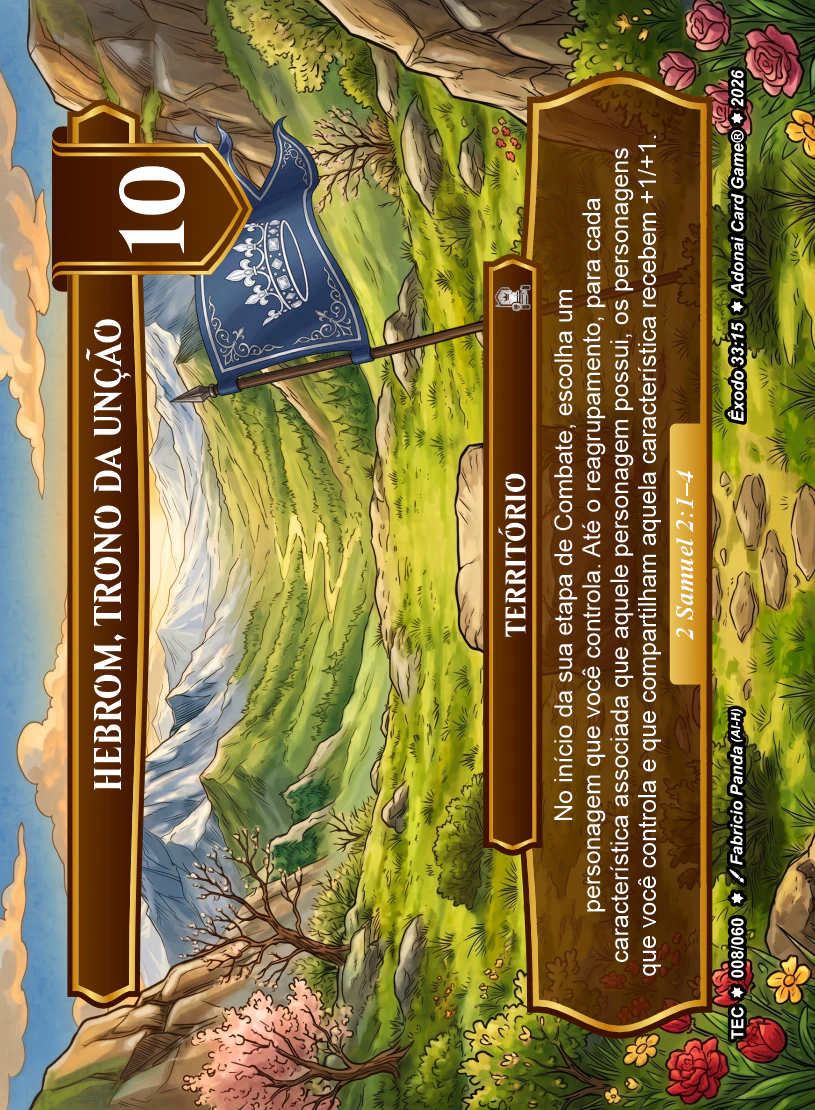 HEBROM, TRONO DA UNÇÃO
10
TERRITÓRIO
No início da sua etapa de Combate, escolha um
personagem que você controla. Até o reagrupamento, para cada
característica associada que aquele personagem possui, os personagens
que você controla e que compartilham aquela característica recebem +1/+1.
2 Samuel 2:1–4
TEC ✸ 008/060 ✸ Fabricio Panda (AI-H) Êxodo 33:15 ✸ Adonai Card Game® ✸ 2026